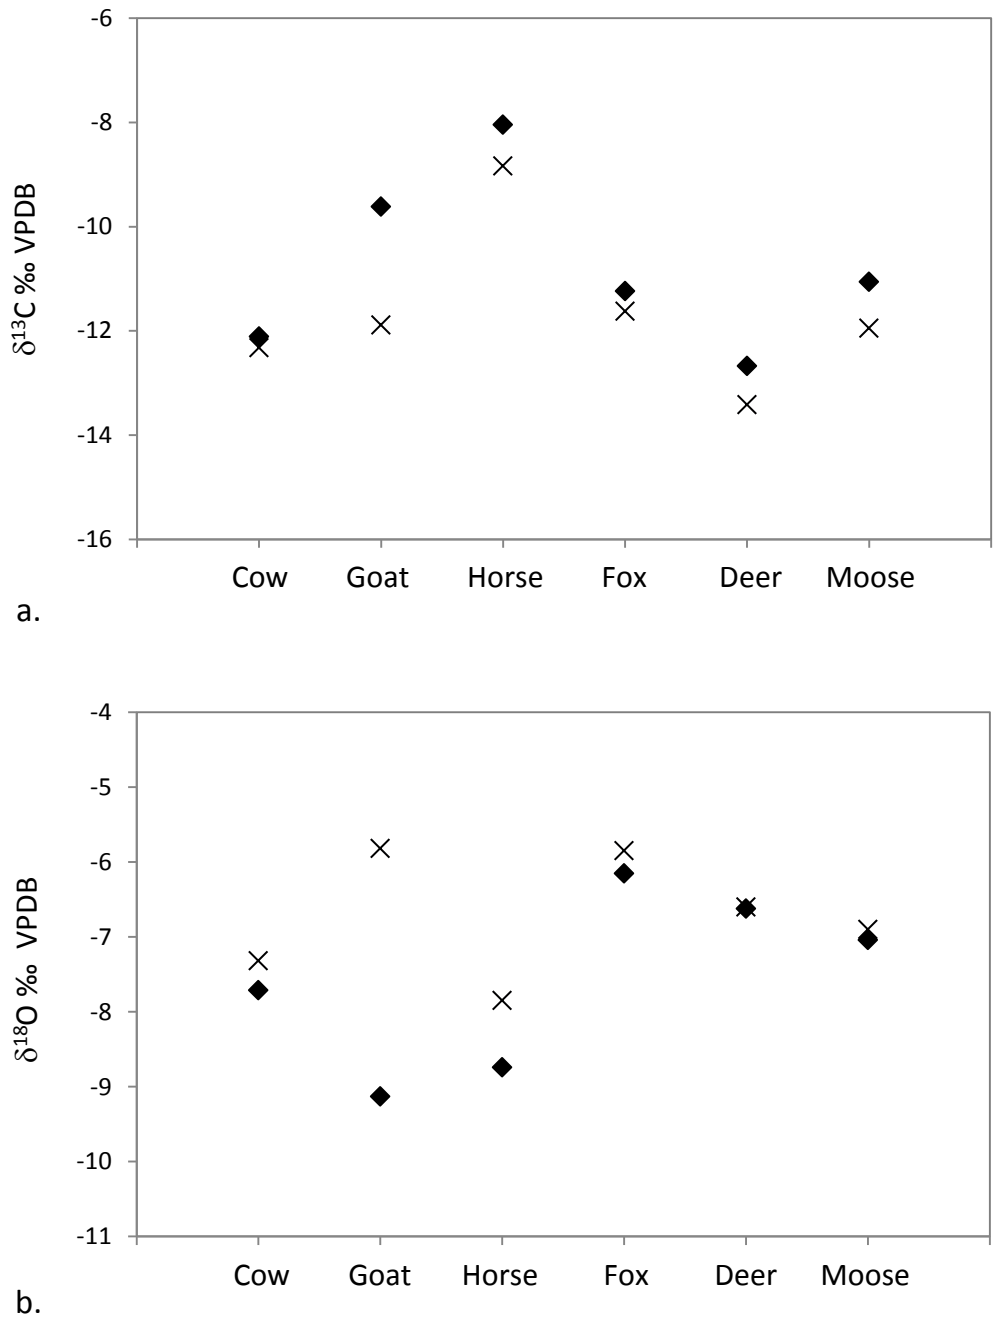 -6
-8
-10
-12
-14
-16
δ¹³C ‰ VPDB
Cow Goat Horse Fox Deer Moose
a.
-4
-5
-6
-7
-8
-9
-10
-11
δ¹⁸O ‰ VPDB
Cow Goat Horse Fox Deer Moose
b.